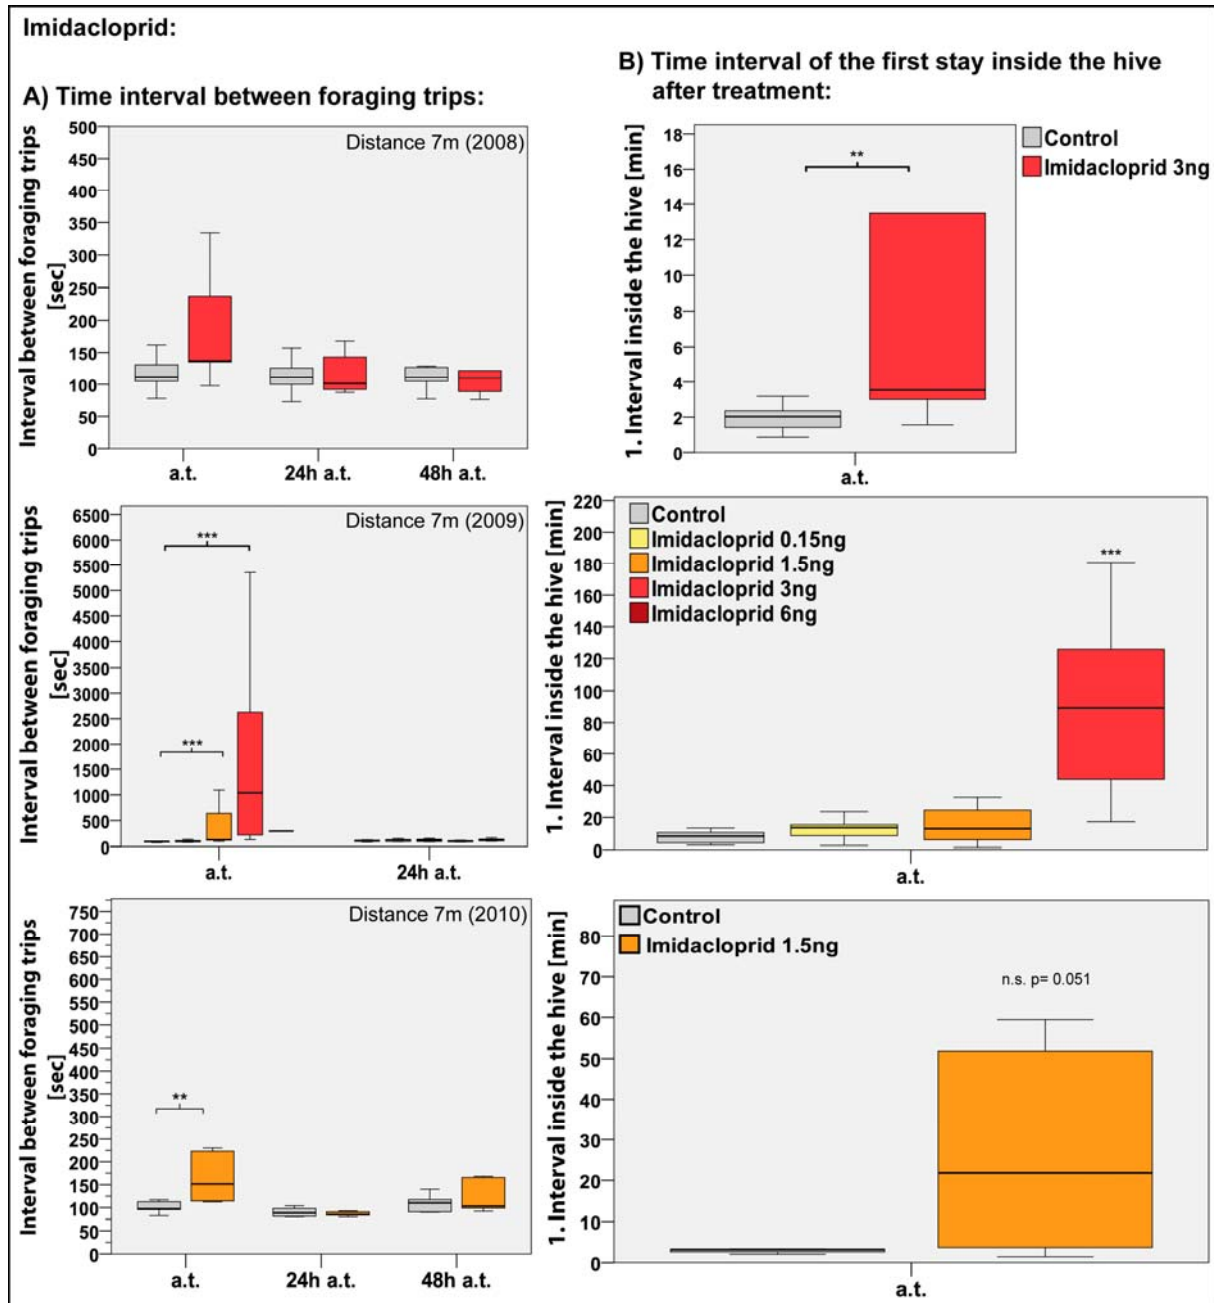 Imidacloprid:
A) Time interval between foraging trips:
B) Time interval of the first stay inside the hive
after treatment:
Interval between foraging trips
[sec]
500
450
400
350
300
250
200
150
100
50
0
Distance 7m (2008)
a.t.
24h a.t.
48h a.t.
1. Interval inside the hive [min]
18
16
14
12
10
8
6
4
2
0
**
a.t.
Control
Imidacloprid 3ng
Interval between foraging trips
[sec]
6500
6000
5500
5000
4500
4000
3500
3000
2500
2000
1500
1000
500
0
Distance 7m (2009)
***
***
a.t.
24h a.t.
1. Interval inside the hive [min]
220
200
180
160
140
120
100
80
60
40
20
0
Control
Imidacloprid 0.15ng
Imidacloprid 1.5ng
Imidacloprid 3ng
Imidacloprid 6ng
***
a.t.
Interval between foraging trips
[sec]
750
700
650
600
550
500
450
400
350
300
250
200
150
100
50
0
Distance 7m (2010)
**
a.t.
24h a.t.
48h a.t.
1. Interval inside the hive [min]
80
70
60
50
40
30
20
10
0
Control
Imidacloprid 1.5ng
n.s. p= 0.051
a.t.